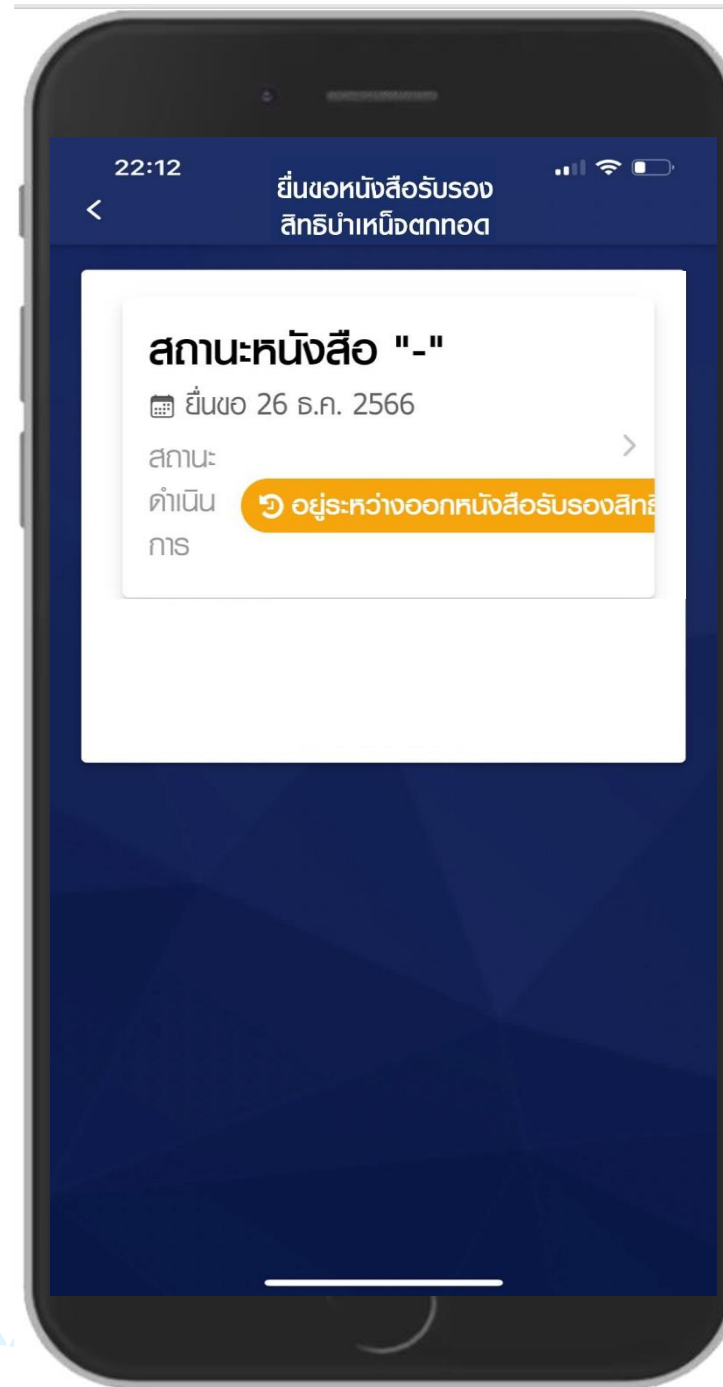 22:12
ยื่นขอหนังสือรับรอง
สิทธิบำเหน็จตกทอด
สถานะหนังสือ "-"
ยื่นขอ 26 ธ.ค. 2566
สถานะ
ดำเนิน
การ
อยู่ระหว่างออกหนังสือรับรองสิทธิ